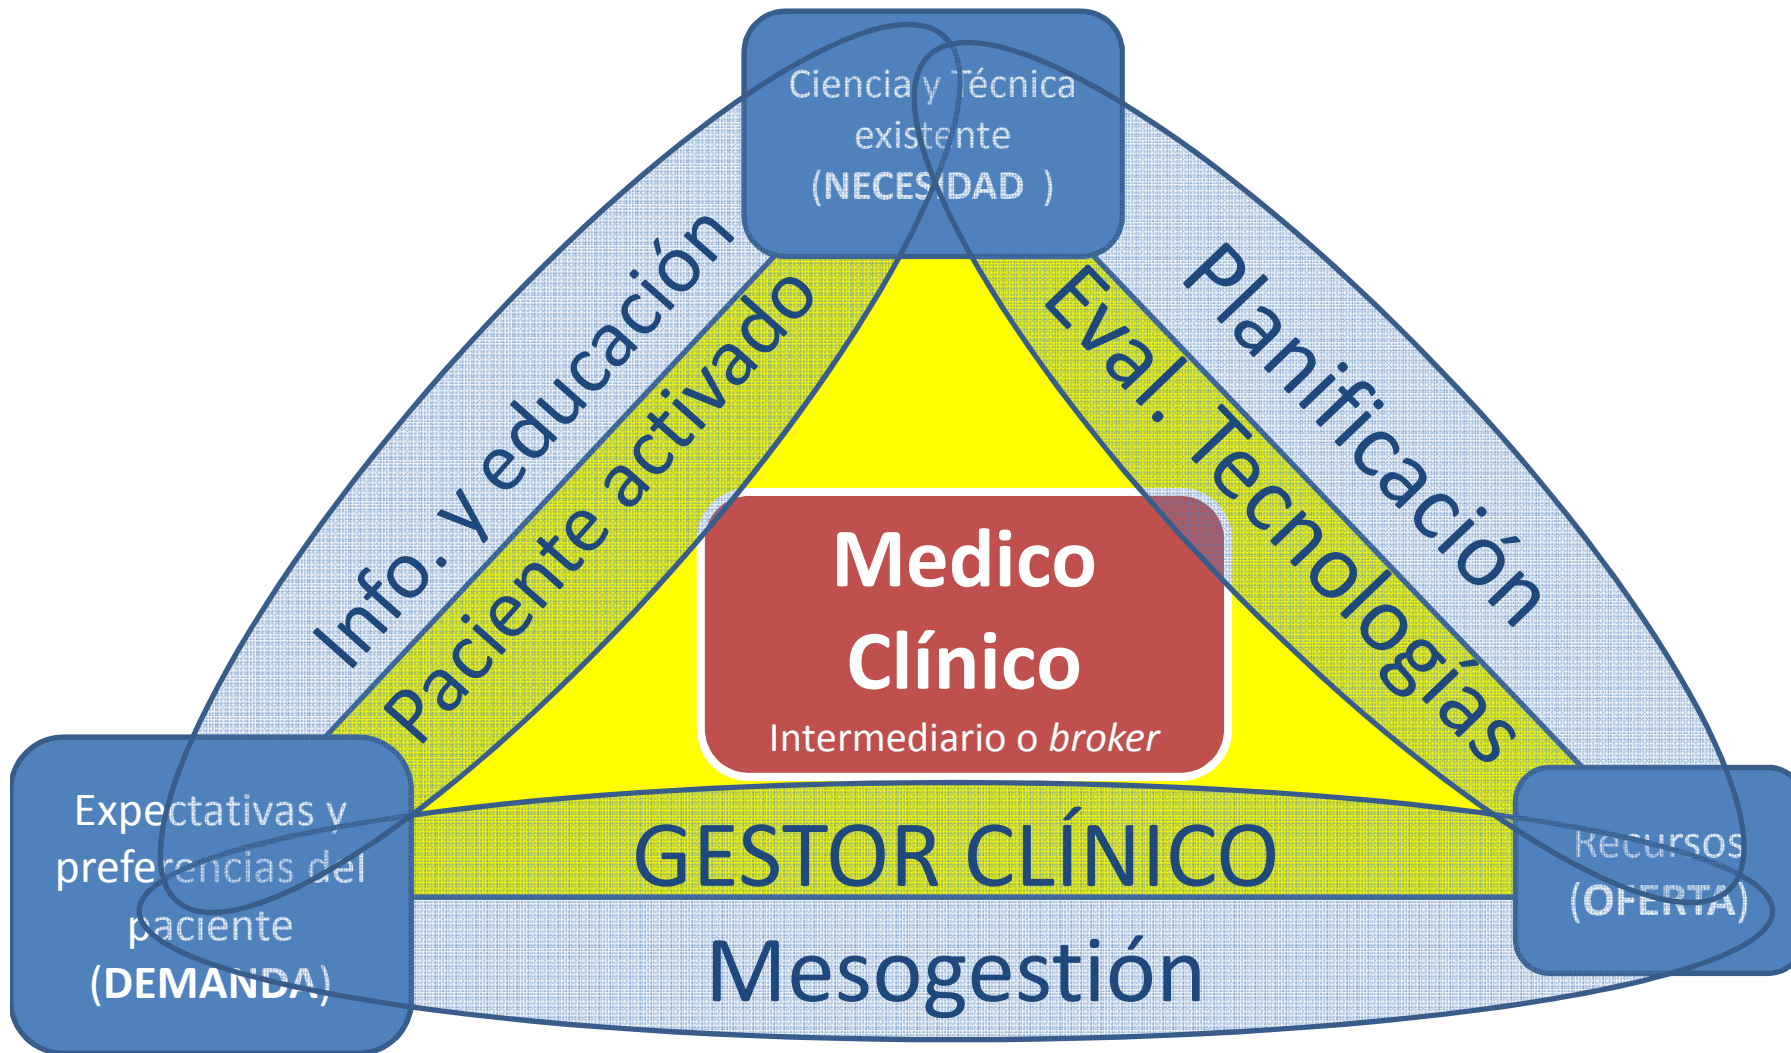 Ciencia y Técnica
existente
(NECESIDAD )
Info. y educación
Paciente activado
Eval. Tecnologías
Planificación
Medico
Clínico
Intermediario o broker
Expectativas y
preferencias del
paciente
(DEMANDA)
GESTOR CLÍNICO
Mesogestión
Recursos
(OFERTA)